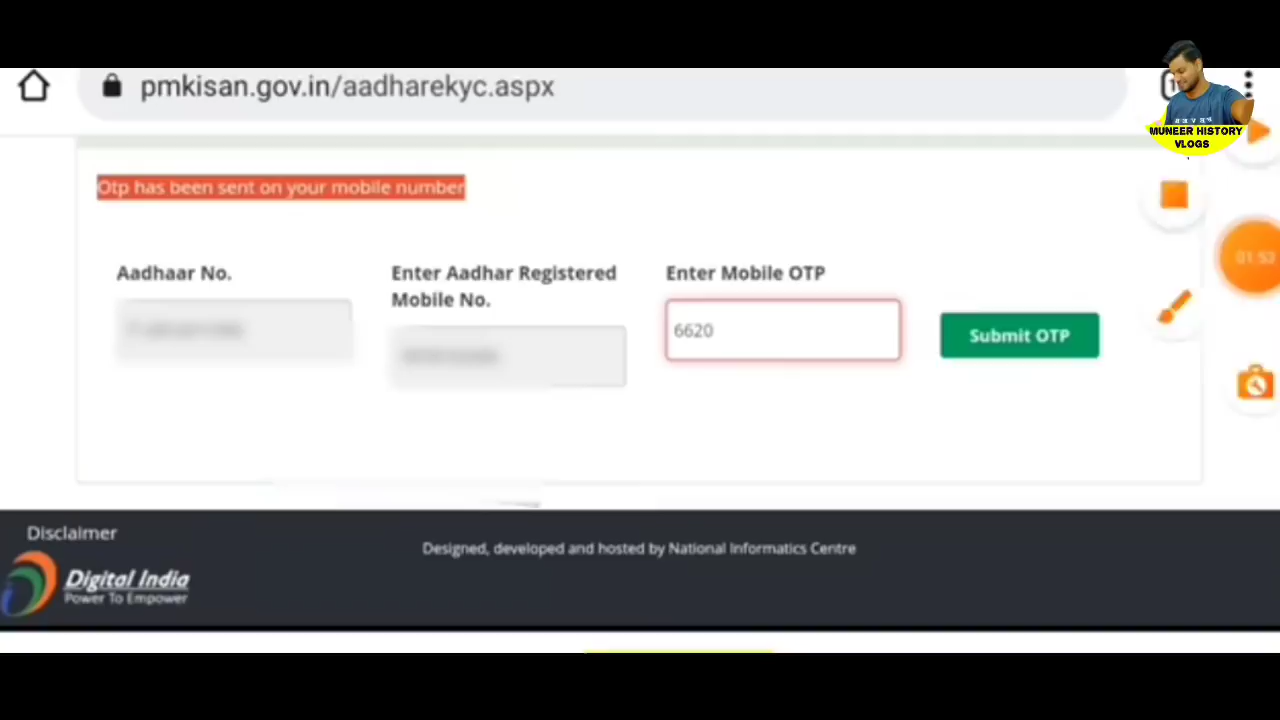 pmkisan.gov.in/aadharekyc.aspx
MUNEER HISTORY
VLOGS
Otp has been sent on your mobile number
01:53
Aadhaar No.
Enter Aadhar Registered
Mobile No.
Enter Mobile OTP
6620
Submit OTP
Disclaimer
Designed, developed and hosted by National Informatics Centre
Digital India
Power To Empower